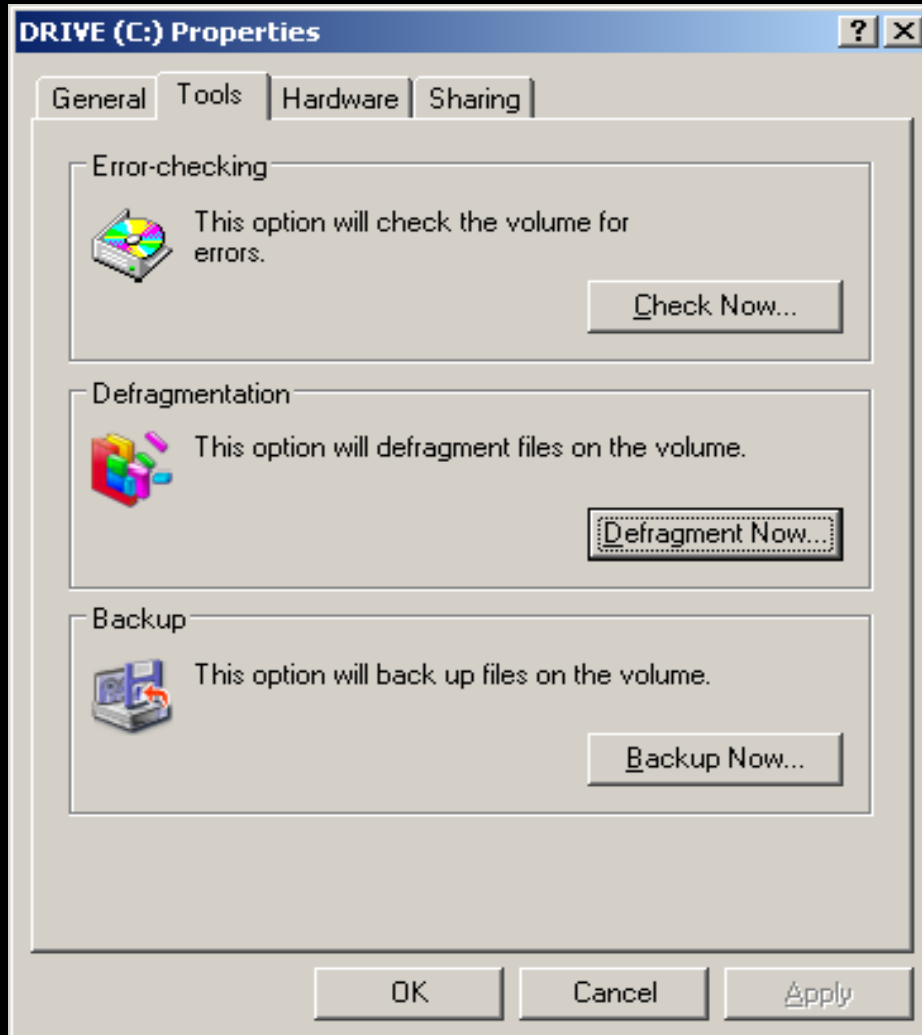 DRIVE (C:) Properties
General Tools Hardware Sharing
Error-checking
This option will check the volume for
errors.
Check Now...
Defragmentation
This option will defragment files on the volume.
Defragment Now...
Backup
This option will back up files on the volume.
Backup Now...
OK Cancel Apply